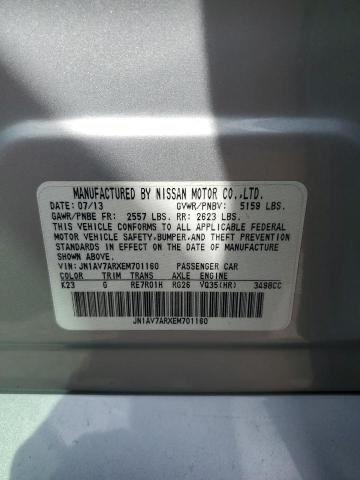 MANUFACTURED BY NISSAN MOTOR CO.,LTD.
DATE: 07/13 GVWR/PNBV: 5159 LBS.
GAWR/PNBE FR: 2557 LBS. RR: 2623 LBS.
THIS VEHICLE CONFORMS TO ALL APPLICABLE FEDERAL
MOTOR VEHICLE SAFETY,BUMPER,AND THEFT PREVENTION
STANDARDS IN EFFECT ON THE DATE OF MANUFACTURE
SHOWN ABOVE.
VIN: JN1AV7ARXEM701160 PASSENGER CAR
COLOR TRIM TRANS AXLE ENGINE
K23 G RE7R01H RG26 VQ35(HR) 3498CC
JN1AV7ARXEM701160